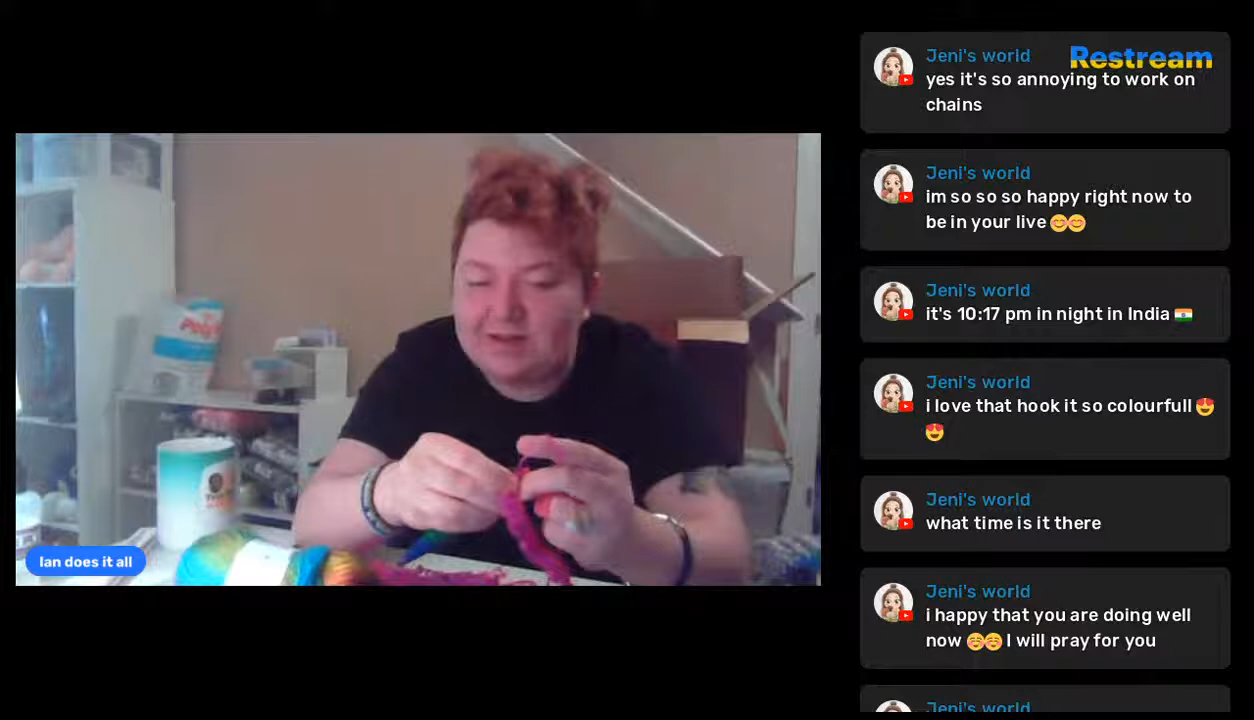 Restream
Jeni's world
yes it's so annoying to work on
chains
Jeni's world
im so so so happy right now to
be in your live 😊😊
Jeni's world
it's 10:17 pm in night in India 🇮🇳
Jeni's world
i love that hook it so colourfull 😍
😍
Jeni's world
what time is it there
Jeni's world
i happy that you are doing well
now ☺️☺️ I will pray for you
Jeni's world
Ian does it all